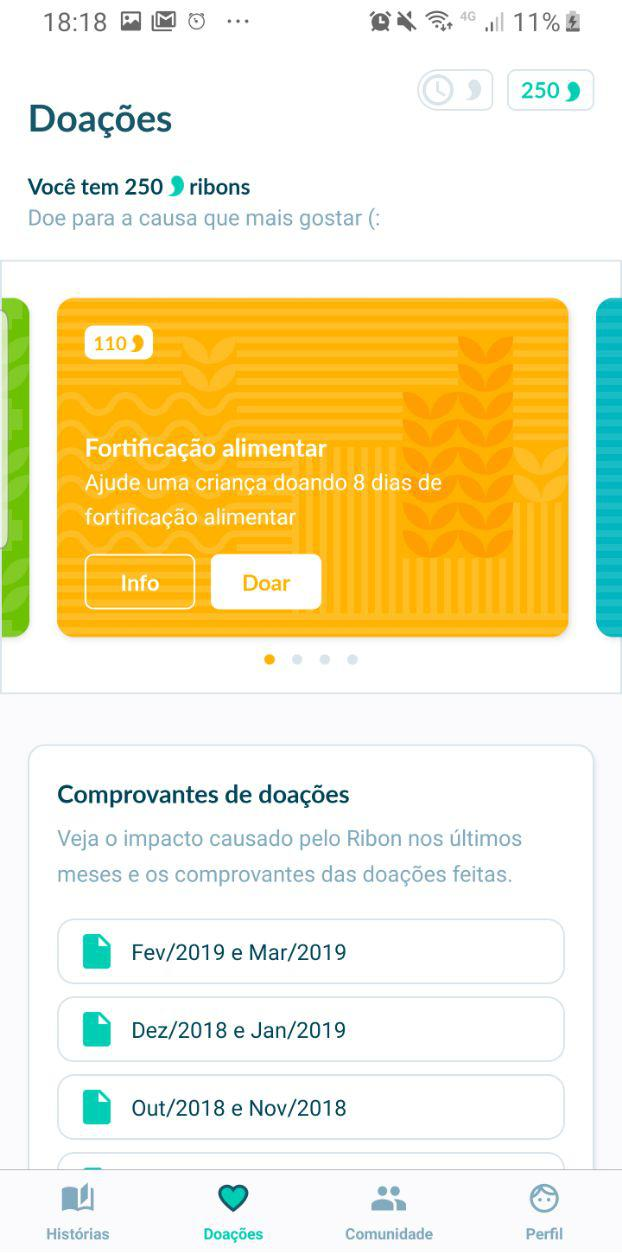 18:18
4G
11%
250
Doações
Você tem 250 ribons
Doe para a causa que mais gostar (:
110
Fortificação alimentar
Ajude uma criança doando 8 dias de
fortificação alimentar
Info
Doar
Comprovantes de doações
Veja o impacto causado pelo Ribon nos últimos
meses e os comprovantes das doações feitas.
Fev/2019 e Mar/2019
Dez/2018 e Jan/2019
Out/2018 e Nov/2018
Histórias
Doações
Comunidade
Perfil